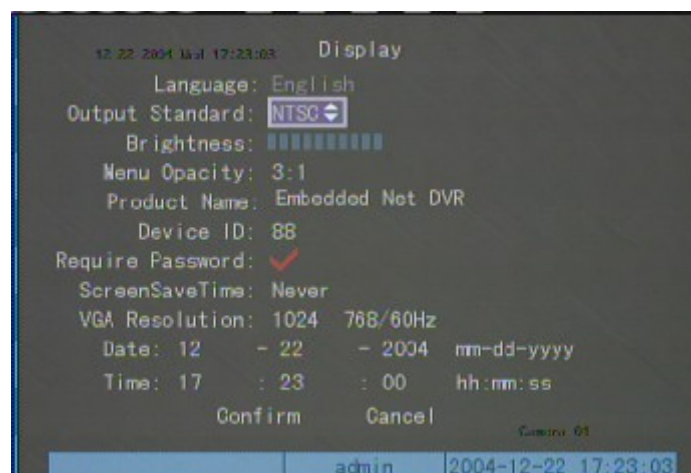 12-22-2004 Wed 17:23:03 Display
Language: English
Output Standard: NTSC
Brightness:
Menu Opacity: 3:1
Product Name: Embedded Net DVR
Device ID: 88
Require Password:
ScreenSaveTime: Never
VGA Resolution: 1024 768/60Hz
Date: 12 - 22 - 2004 mm-dd-yyyy
Time: 17 : 23 : 00 hh:mm:ss
Confirm Cancel
Camera 01
admin 2004-12-22 17:23:03